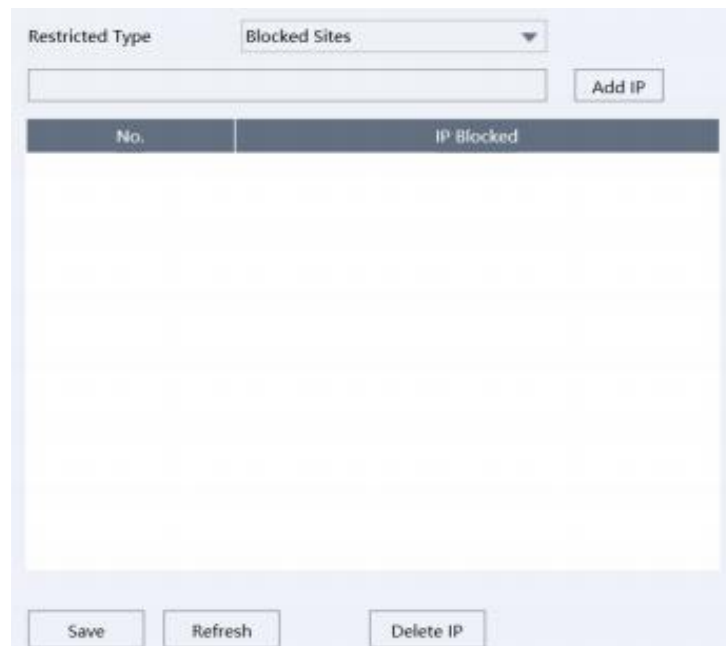 Restricted Type Blocked Sites
Add IP
No. IP Blocked
Save Refresh Delete IP